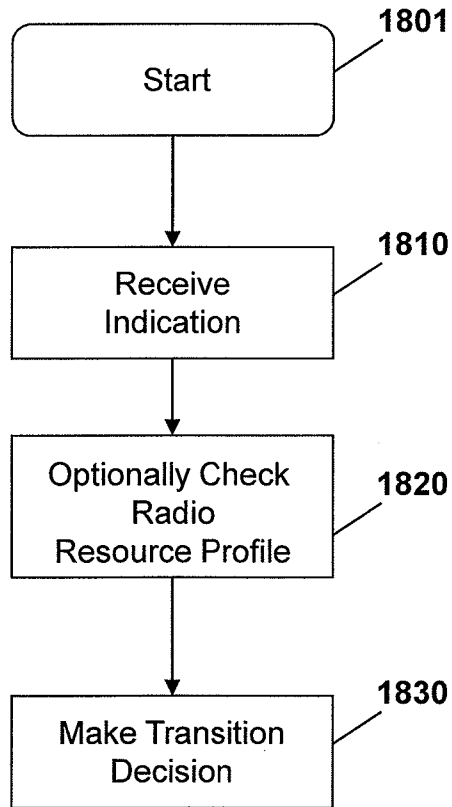 1801
Start
1810
Receive
Indication
1820
Optionally Check
Radio
Resource Profile
1830
Make Transition
Decision